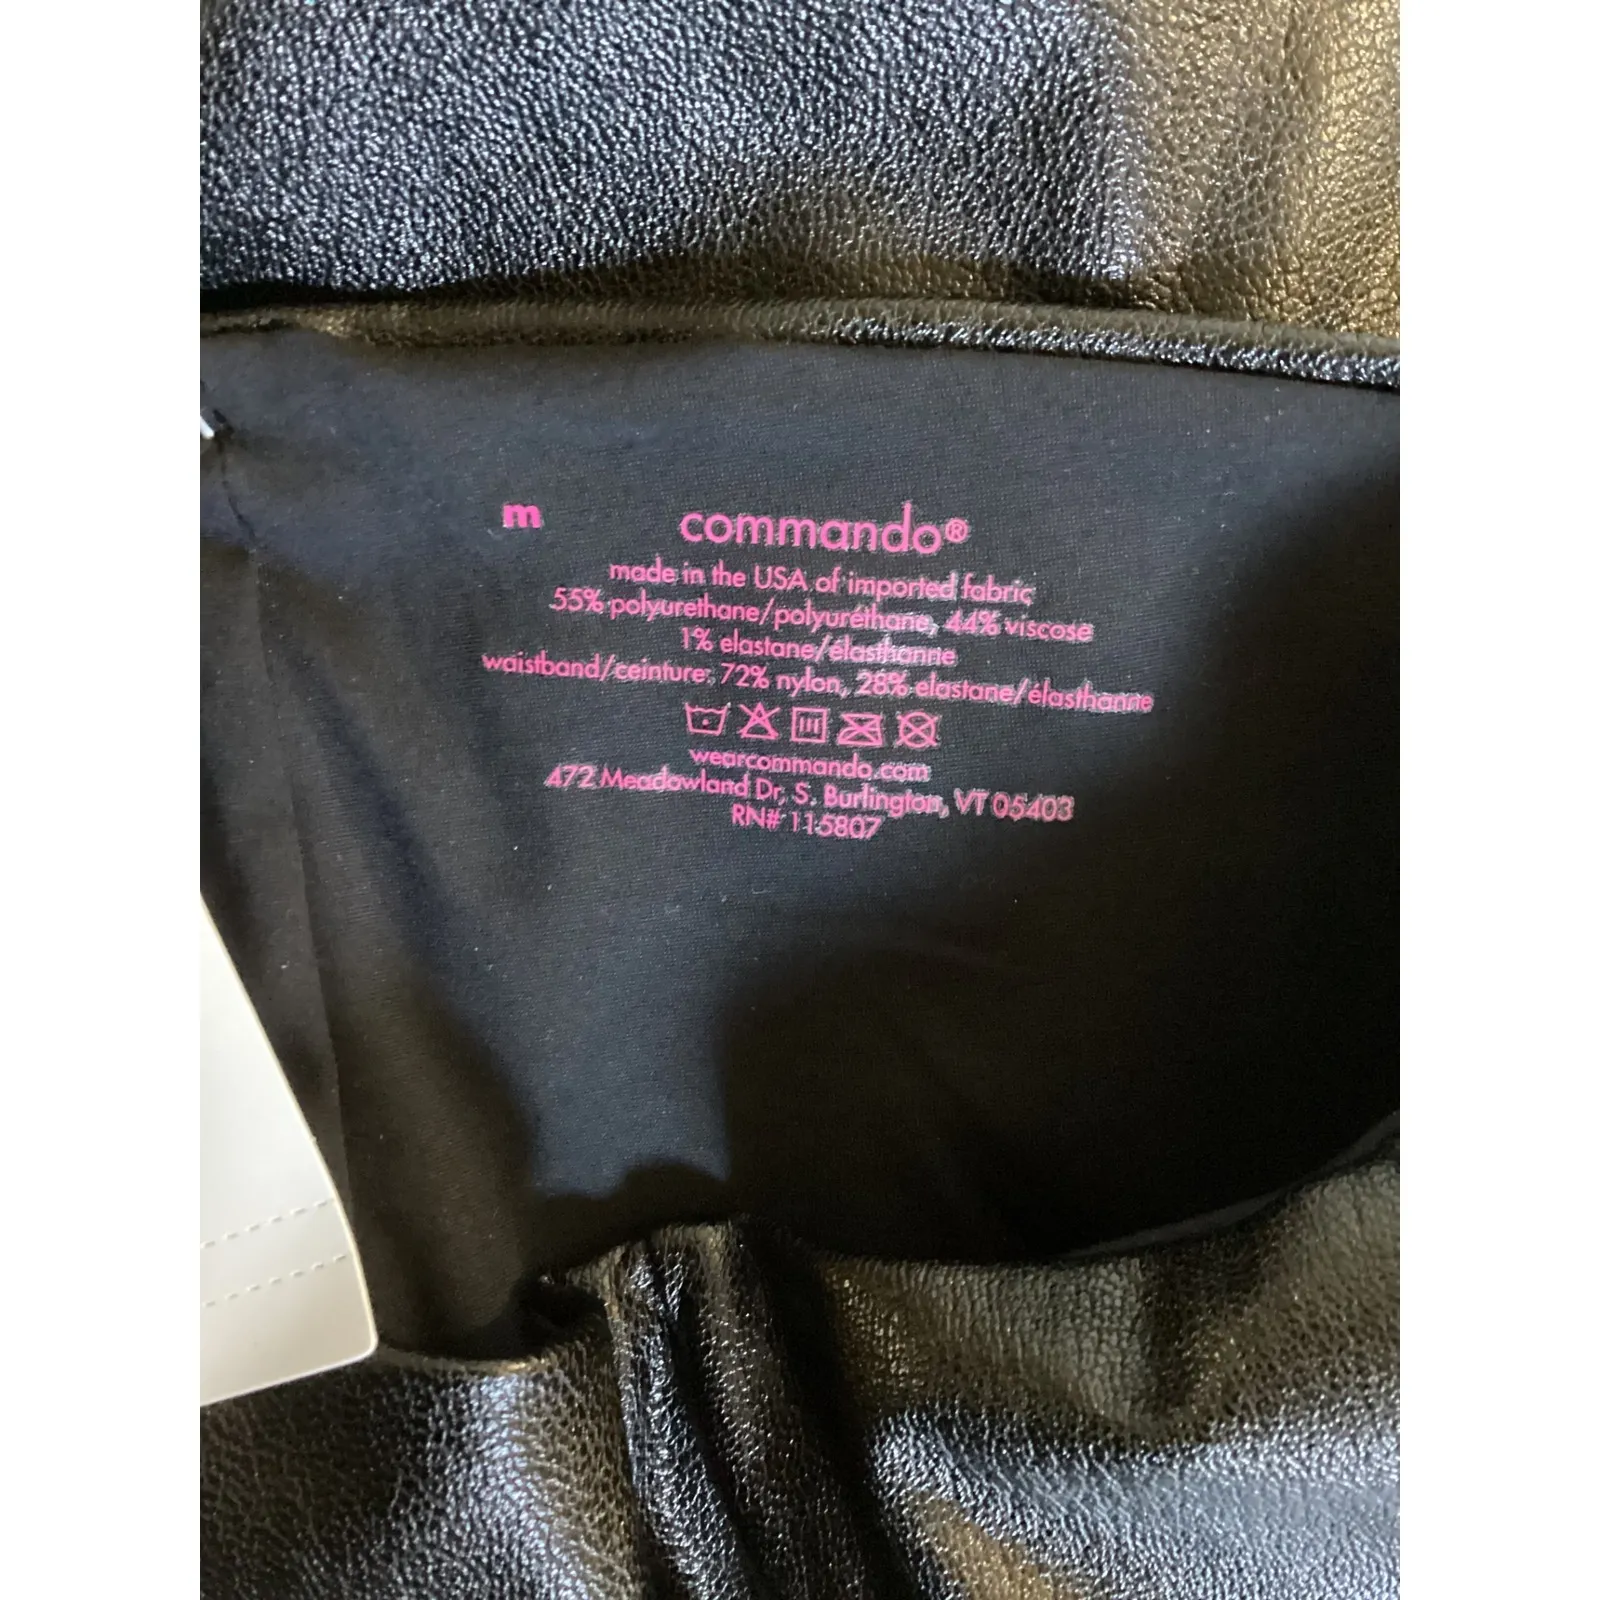 m
commando®
made in the USA of imported fabric
55% polyurethane/polyuréthane, 44% viscose
1% elastane/élasthanne
waistband/ceinture: 72% nylon, 28% elastane/élasthanne
wearcommando.com
472 Meadowland Dr, S. Burlington, VT 05403
RN# 115807